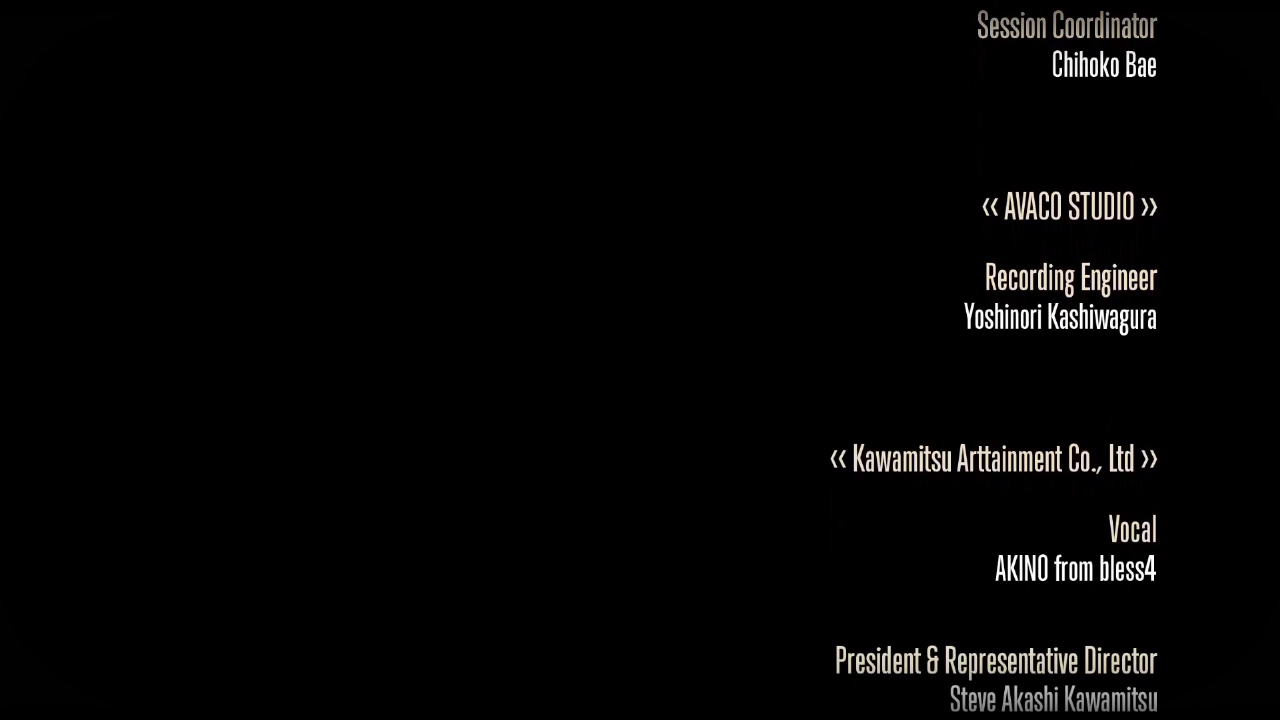 Session Coordinator
Chihoko Bae
‹‹ AVACO STUDIO ››
Recording Engineer
Yoshinori Kashiwagura
‹‹ Kawamitsu Arttainment Co., Ltd ››
Vocal
AKINO from bless4
President & Representative Director
Steve Akashi Kawamitsu